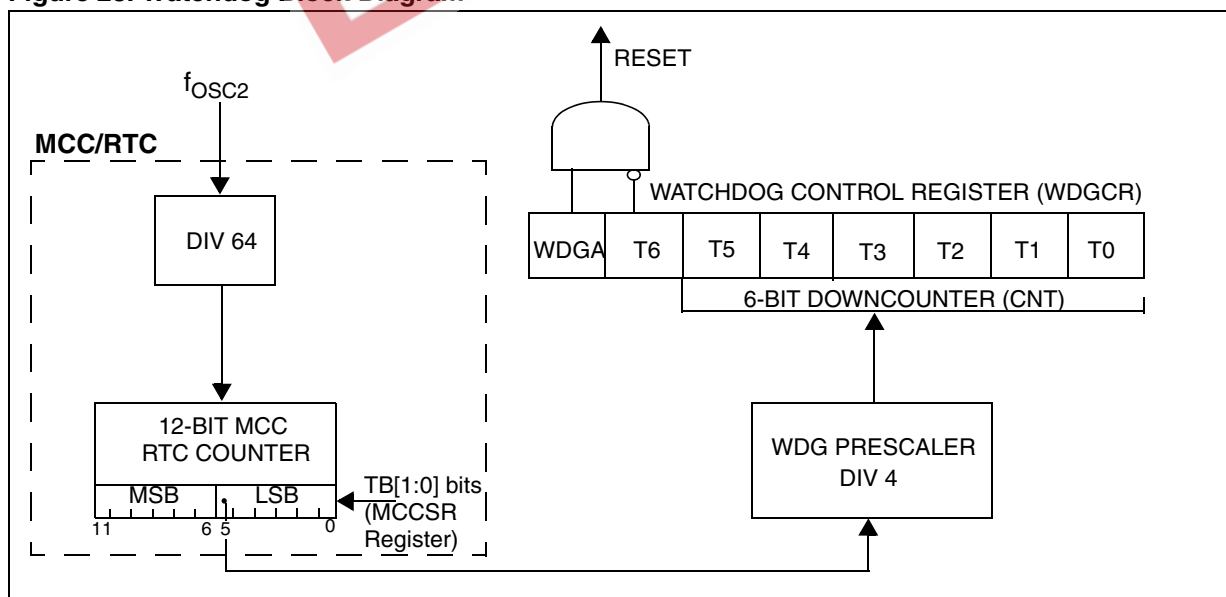 fOSC2
RESET
MCC/RTC
DIV 64
WATCHDOG CONTROL REGISTER (WDGCR)
WDGA T6 T5 T4 T3 T2 T1 T0
6-BIT DOWNCOUNTER (CNT)
12-BIT MCC
RTC COUNTER
MSB LSB
11 6 5 0
TB[1:0] bits
(MCCSR
Register)
WDG PRESCALER
DIV 4